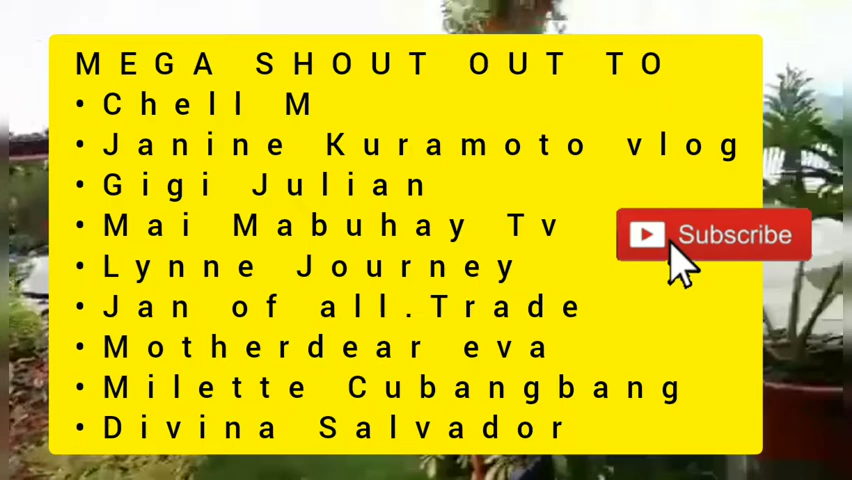 MEGA SHOUT OUT TO
• Chell M
• Janine Kuramoto vlog
• Gigi Julian
• Mai Mabuhay Tv
Subscribe
• Lynne Journey
• Jan of all.Trade
• Motherdear eva
• Milette Cubangbang
• Divina Salvador